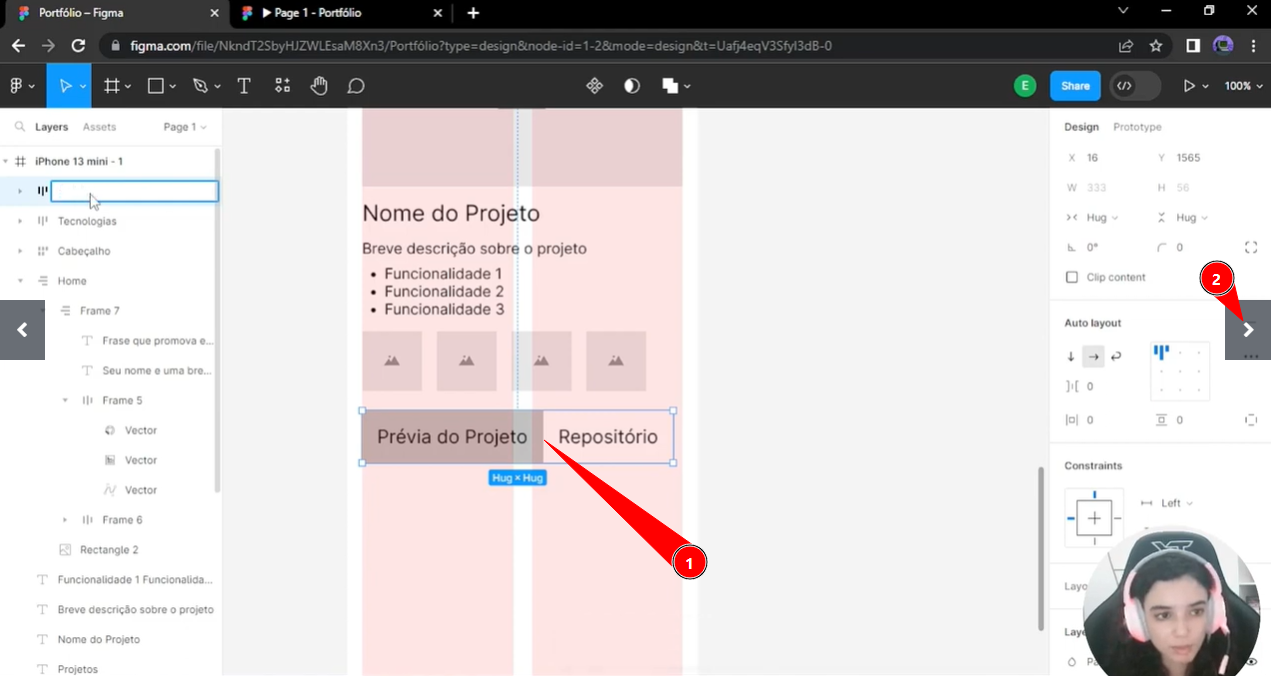 Portfólio – Figma
Page 1 - Portfólio
figma.com/file/NkndT2SbyHJZWLEsaM8Xn3/Portfólio?type=design&node-id=1-2&mode=design&t=Uafj4eqV3SfyI3dB-0
E
Share
100%
Layers
Assets
Page 1
Design
Prototype
iPhone 13 mini - 1
Tecnologias
Cabeçalho
Home
Frame 7
Frase que promova e...
Seu nome e uma bre...
Frame 5
Vector
Vector
Vector
Frame 6
Rectangle 2
Funcionalidade 1 Funcionalida...
Breve descrição sobre o projeto
Nome do Projeto
Projetos
Nome do Projeto
Breve descrição sobre o projeto
• Funcionalidade 1
• Funcionalidade 2
• Funcionalidade 3
Prévia do Projeto
Repositório
Hug × Hug
1
X 16
Y 1565
W 333
H 56
Hug
Hug
0°
0
Clip content
2
Auto layout
0
0
0
Constraints
Left